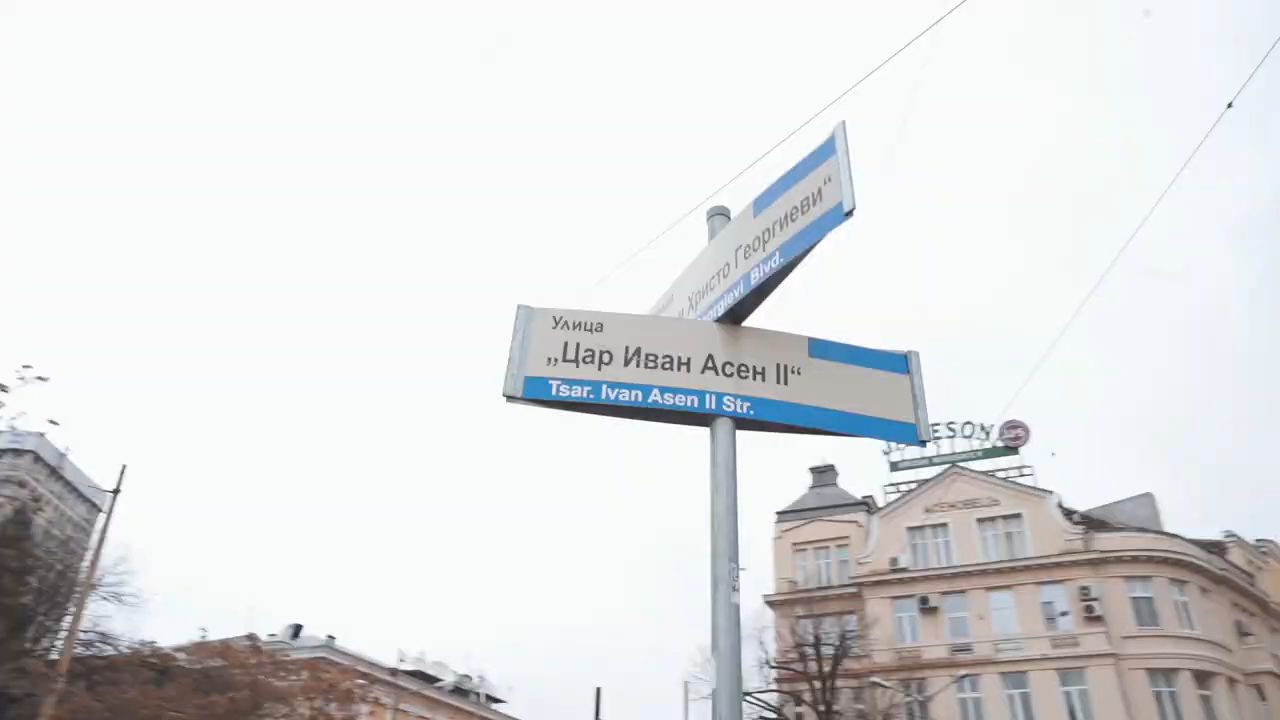 и Христо Георгиеви“
Blvd.
Улица
„Цар Иван Асен II“
Tsar. Ivan Asen II Str.